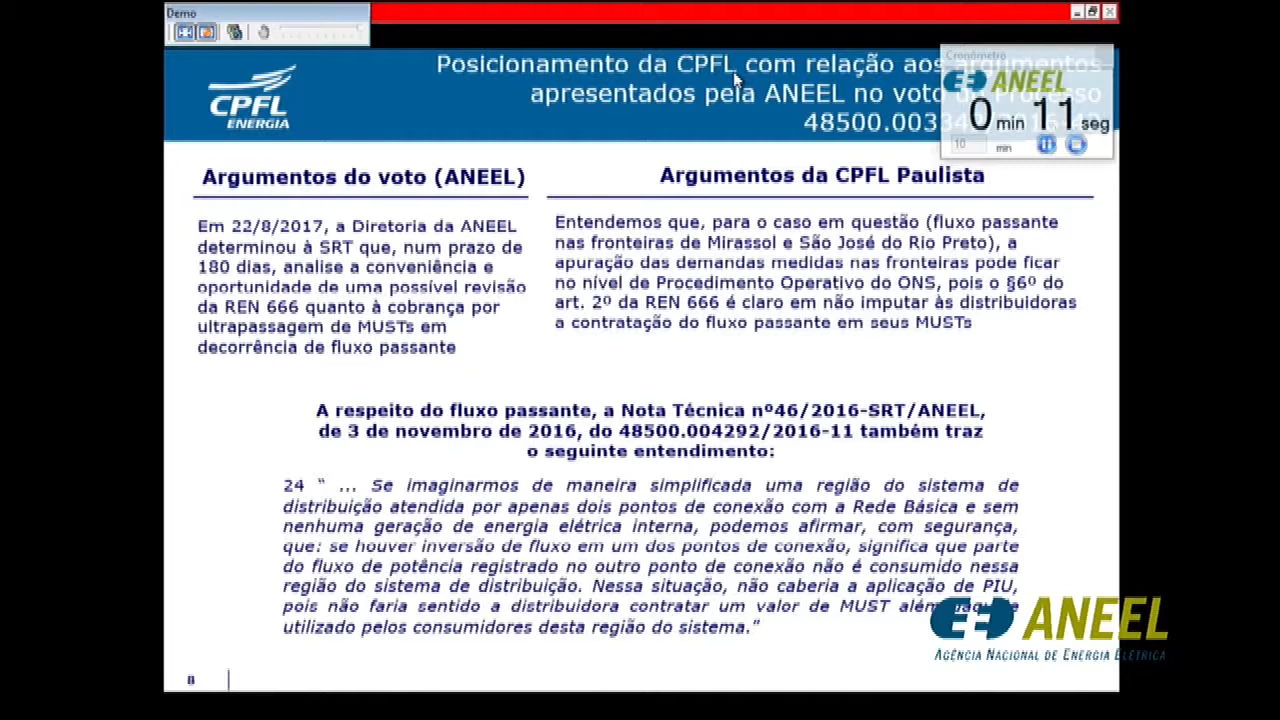 Demo
Posicionamento da CPFL com relação aos argumentos
apresentados pela ANEEL no voto do Processo
48500.003
CPFL
ENERGIA
Cronômetro
ANEEL
0 min 11 seg
10 min
Argumentos do voto (ANEEL)
Em 22/8/2017, a Diretoria da ANEEL
determinou à SRT que, num prazo de
180 dias, analise a conveniência e
oportunidade de uma possível revisão
da REN 666 quanto à cobrança por
ultrapassagem de MUSTs em
decorrência de fluxo passante
Argumentos da CPFL Paulista
Entendemos que, para o caso em questão (fluxo passante
nas fronteiras de Mirassol e São José do Rio Preto), a
apuração das demandas medidas nas fronteiras pode ficar
no nível de Procedimento Operativo do ONS, pois o §6º do
art. 2º da REN 666 é claro em não imputar às distribuidoras
a contratação do fluxo passante em seus MUSTs
A respeito do fluxo passante, a Nota Técnica nº46/2016-SRT/ANEEL,
de 3 de novembro de 2016, do 48500.004292/2016-11 também traz
o seguinte entendimento:
24 “ ... Se imaginarmos de maneira simplificada uma região do sistema de
distribuição atendida por apenas dois pontos de conexão com a Rede Básica e sem
nenhuma geração de energia elétrica interna, podemos afirmar, com segurança,
que: se houver inversão de fluxo em um dos pontos de conexão, significa que parte
do fluxo de potência registrado no outro ponto de conexão não é consumido nessa
região do sistema de distribuição. Nessa situação, não caberia a aplicação de PIU,
pois não faria sentido a distribuidora contratar um valor de MUST além
utilizado pelos consumidores desta região do sistema.”
ANEEL
AGÊNCIA NACIONAL DE ENERGIA ELÉTRICA
8